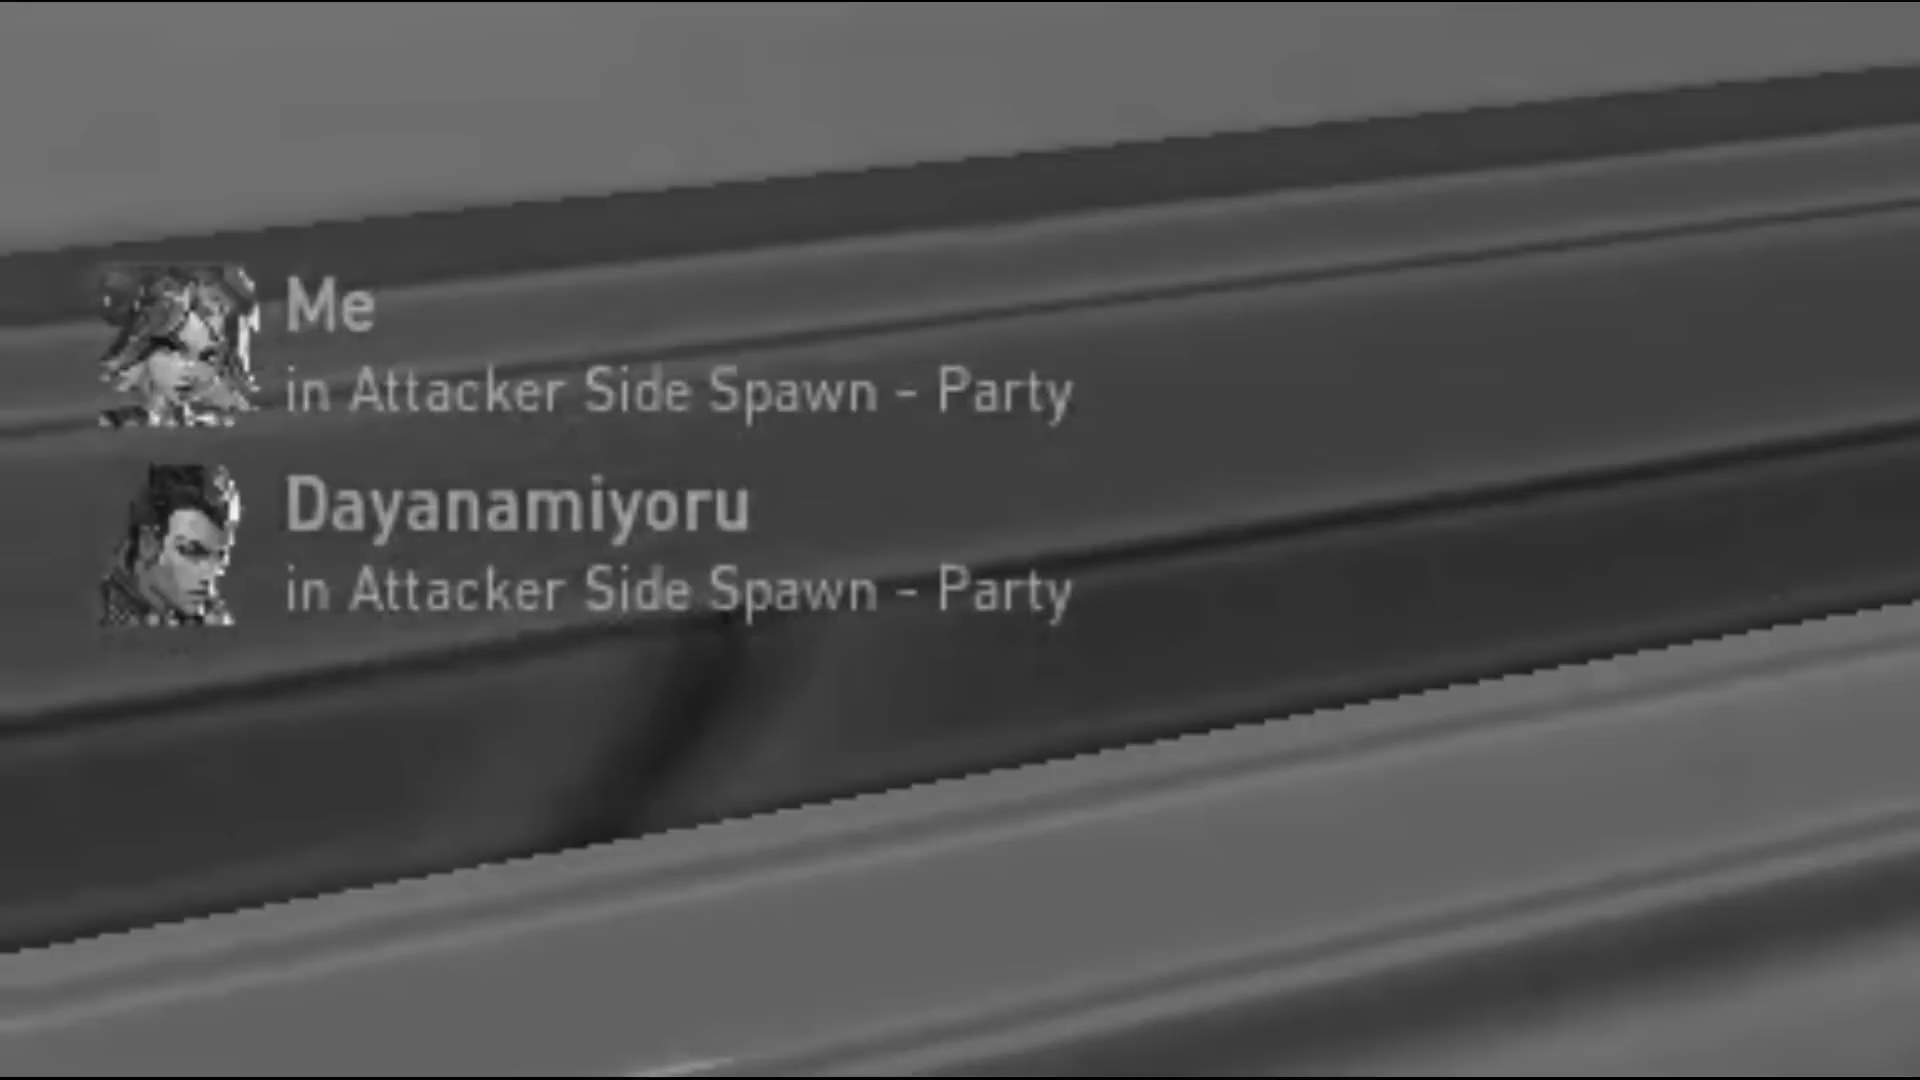 Me
in Attacker Side Spawn - Party
Dayanamiyoru
in Attacker Side Spawn - Party